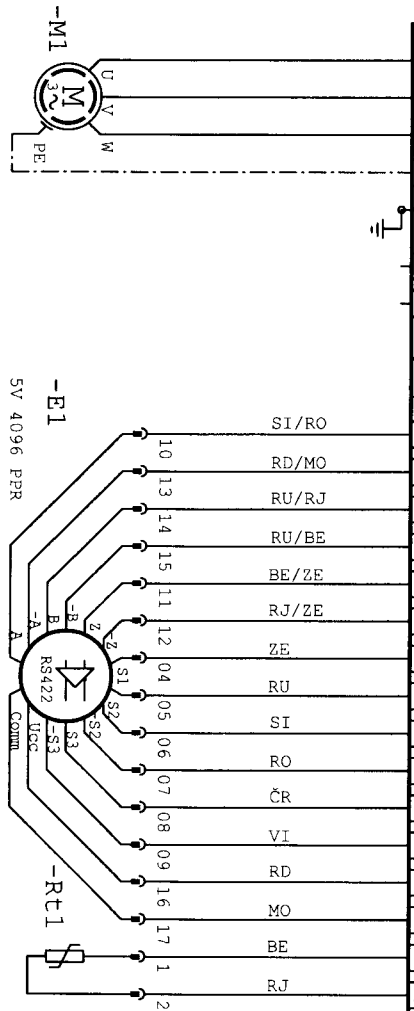 -M1
U
V
W
M
3~
PE
-E1
5V 4096 PPR
SI/RO
10
RD/MO
13
RU/RJ
14
RU/BE
15
BE/ZE
11
RJ/ZE
12
ZE
04
RU
05
SI
06
RO
07
ČR
08
VI
09
RD
16
MO
17
BE
1
RJ
2
A
-A
B
-B
Z
-Z
S1
S2
-S2
S3
-S3
Ucc
Comm
RS422
-Rt1